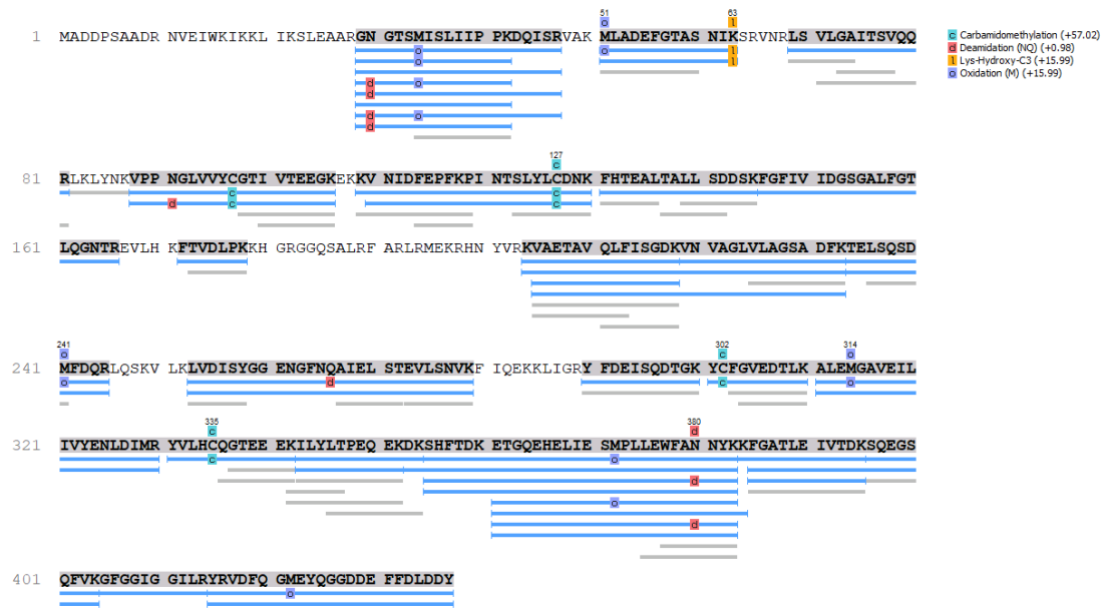 51 63
o l
1 MADDPSAADR NVEIWKIKKL IKSLEAARGN GTSMISLIIP PKDQISRVAK MLADEFGTAS NIKSRVNRLS VLGAITSVQQ
o o l
o
d o
d
d o
d
c Carbamidomethylation (+57.02)
d Deamidation (NQ) (+0.98)
l Lys-Hydroxy-C3 (+15.99)
o Oxidation (M) (+15.99)
127
c
81 RLKLYNKVPP NGLVVYCGTI VTEEGKEKKV NIDFEPFKPI NTSLYLCDNK FHTEALTALL SDDSKFGFIV IDGSGALFGT
c c
d c c
161 LQGNTREVLH KFTVDLPKKH GRGGQSALRF ARLRMEKRHN YVRKVAETAV QLFISGDKVN VAGLVLAGSA DFKTELSQSD
241 302 314
o c o
241 MFDQRLQSKV LKLVDISYGG ENGFNQAIEL STEVLSNVKF IQEKKLIGRY FDEISQDTGK YCFGVEDTLK ALEMGAVEIL
o d c o
335 380
c d
321 IVYENLDIMR YVLHCQGTEE EKILYLTPEQ EKDKSHFTDK ETGQEHELIE SMPLLEWFAN NYKKFGATLE IVTDKSQEGS
c o
d
o
d
401 QFVKGFGGIG GILRYRVDFQ GMEYQGGDDE FFDLDDY
o